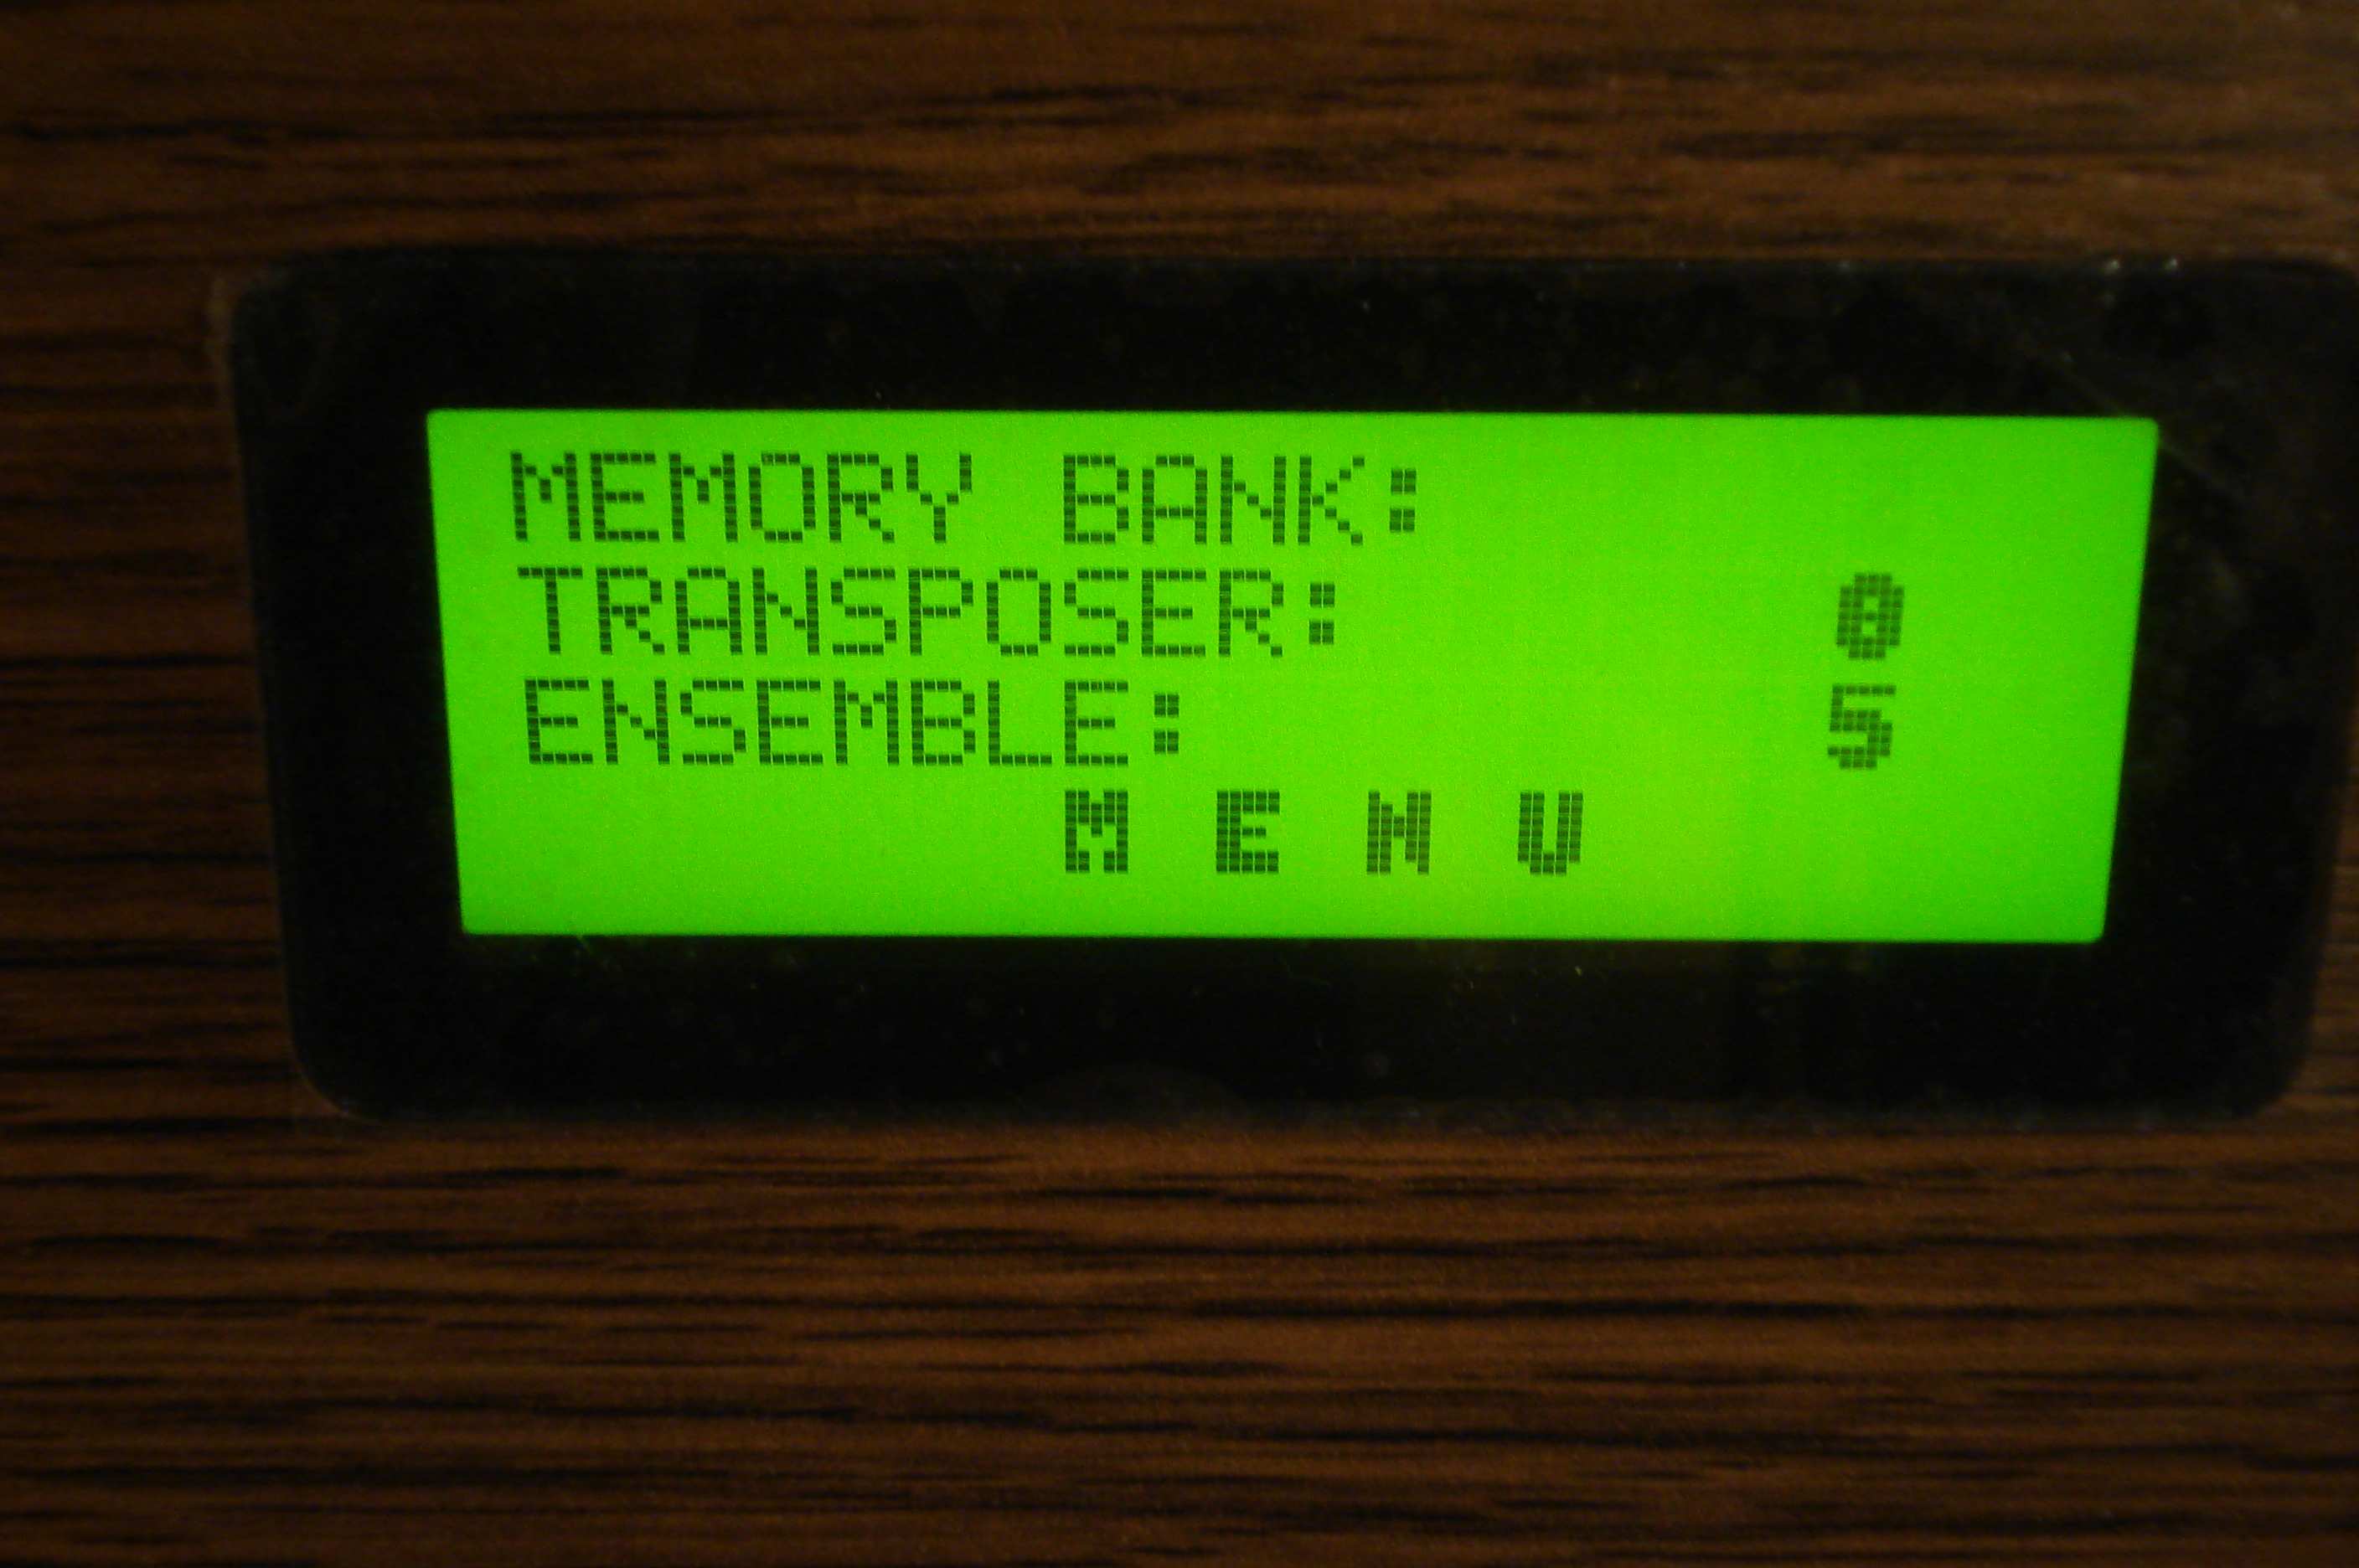 MEMORY BANK:
TRANSPOSER: 0
ENSEMBLE: 5
M E N U